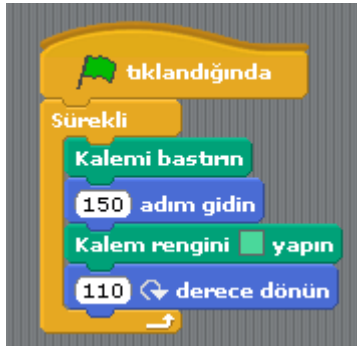 tıklandığında
Sürekli
Kalemi bastırın
150 adım gidin
Kalem rengini yapın
110 derece dönün